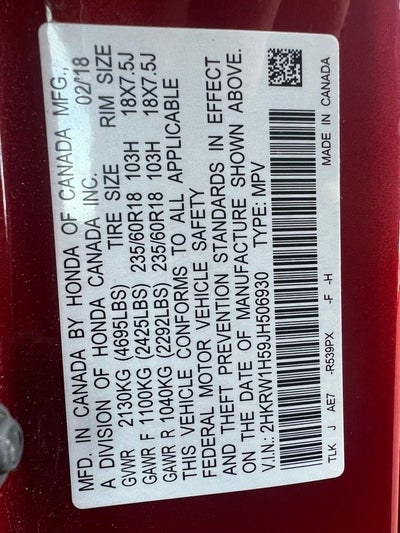 MFD. IN CANADA BY HONDA OF CANADA MFG.,
A DIVISION OF HONDA CANADA INC. 02/18
TIRE SIZE RIM SIZE
GVWR 2130KG (4695LBS)
GAWR F 1100KG (2425LBS) 235/60R18 103H 18X7.5J
GAWR R 1040KG (2292LBS) 235/60R18 103H 18X7.5J
THIS VEHICLE CONFORMS TO ALL APPLICABLE
FEDERAL MOTOR VEHICLE SAFETY
AND THEFT PREVENTION STANDARDS IN EFFECT
ON THE DATE OF MANUFACTURE SHOWN ABOVE.
V.I.N.: 2HKRW1H59JH506930 TYPE: MPV
TLK J AE7 -R539PX -F -H MADE IN CANADA